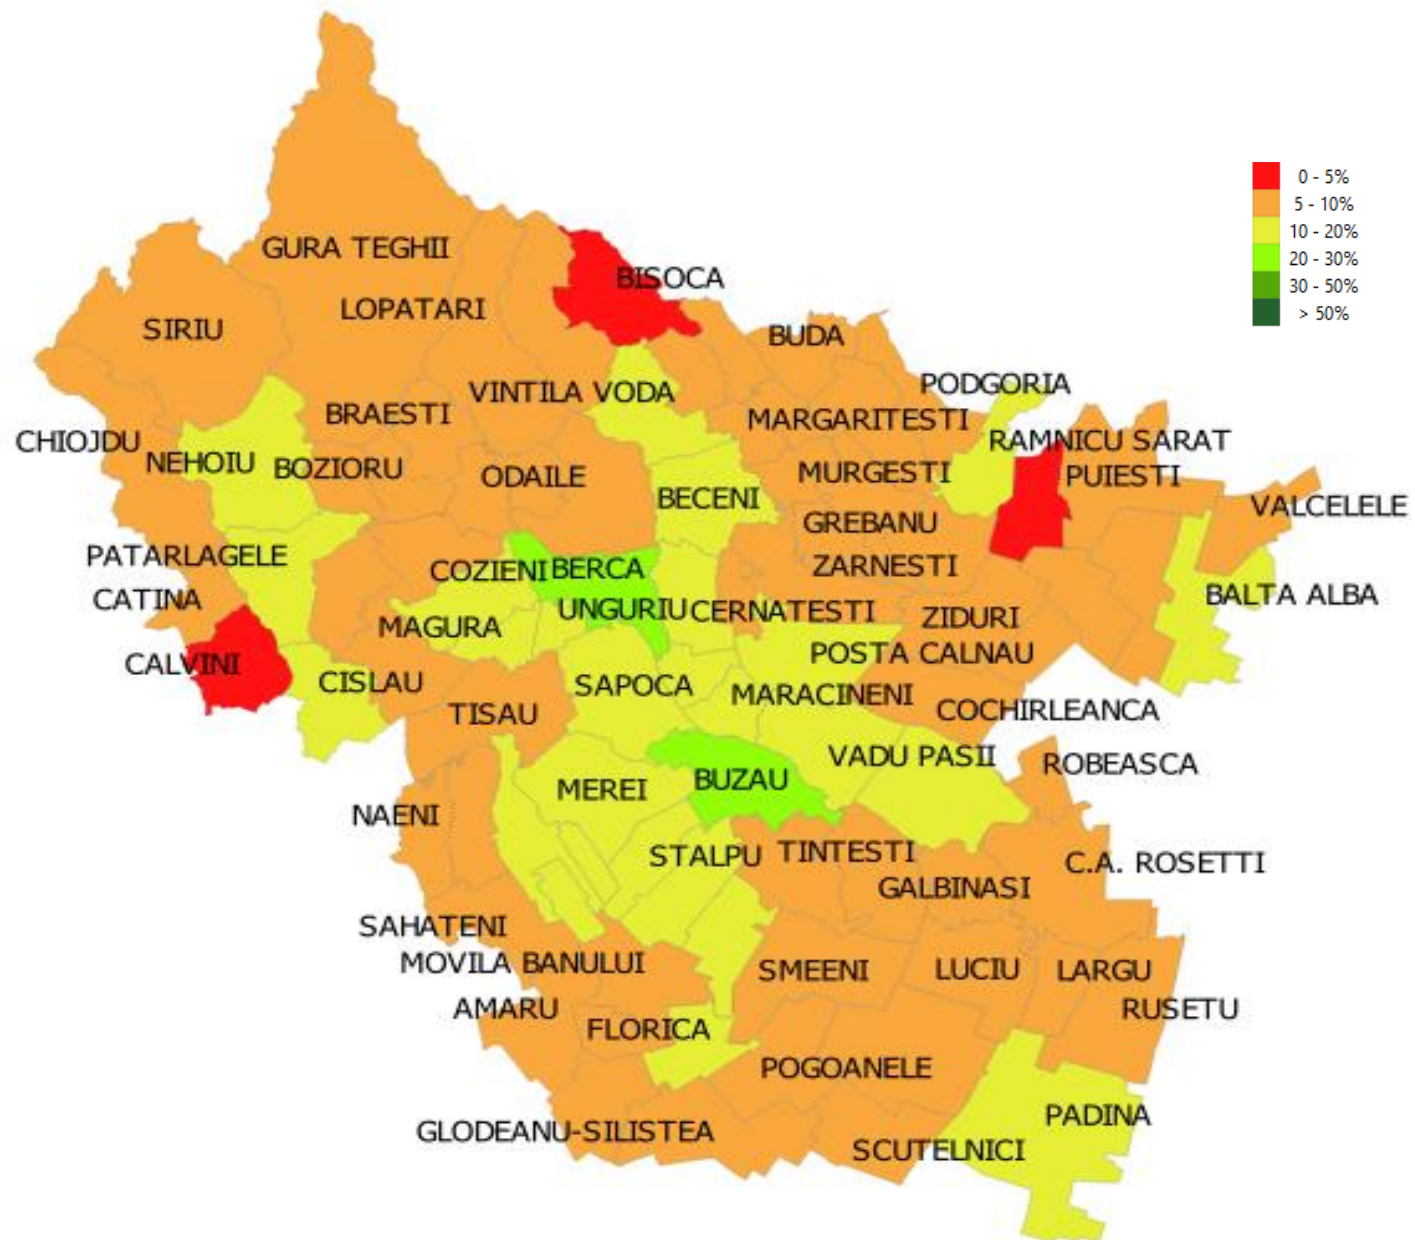 0 - 5%
5 - 10%
10 - 20%
20 - 30%
30 - 50%
> 50%
GURA TEGHII
BISOCA
LOPATARI
SIRIU
BUDA
PODGORIA
VINTILA VODA
BRAESTI
MARGARITESTI
CHIOJDU
RAMNICU SARAT
NEHOIU
BOZIORU
ODAILE
MURGESTI
PUIESTI
BECENI
VALCELELE
GREBANU
PATARLAGELE
COZIENI
BERCA
ZARNESTI
CATINA
BALTA ALBA
UNGURIU
CERNATESTI
ZIDURI
MAGURA
POSTA CALNAU
CALVINI
CISLAU
SAPOCA
MARACINENI
TISAU
COCHIRLEANCA
VADU PASII
ROBEASCA
MEREI
BUZAU
NAENI
STALPU
TINTESTI
C.A. ROSETTI
GALBINASI
SAHATENI
MOVILA BANULUI
SMEENI
LUCIU
LARGU
AMARU
RUSETU
FLORICA
POGOANELE
PADINA
GLODEANU-SILISTEA
SCUTELNICI